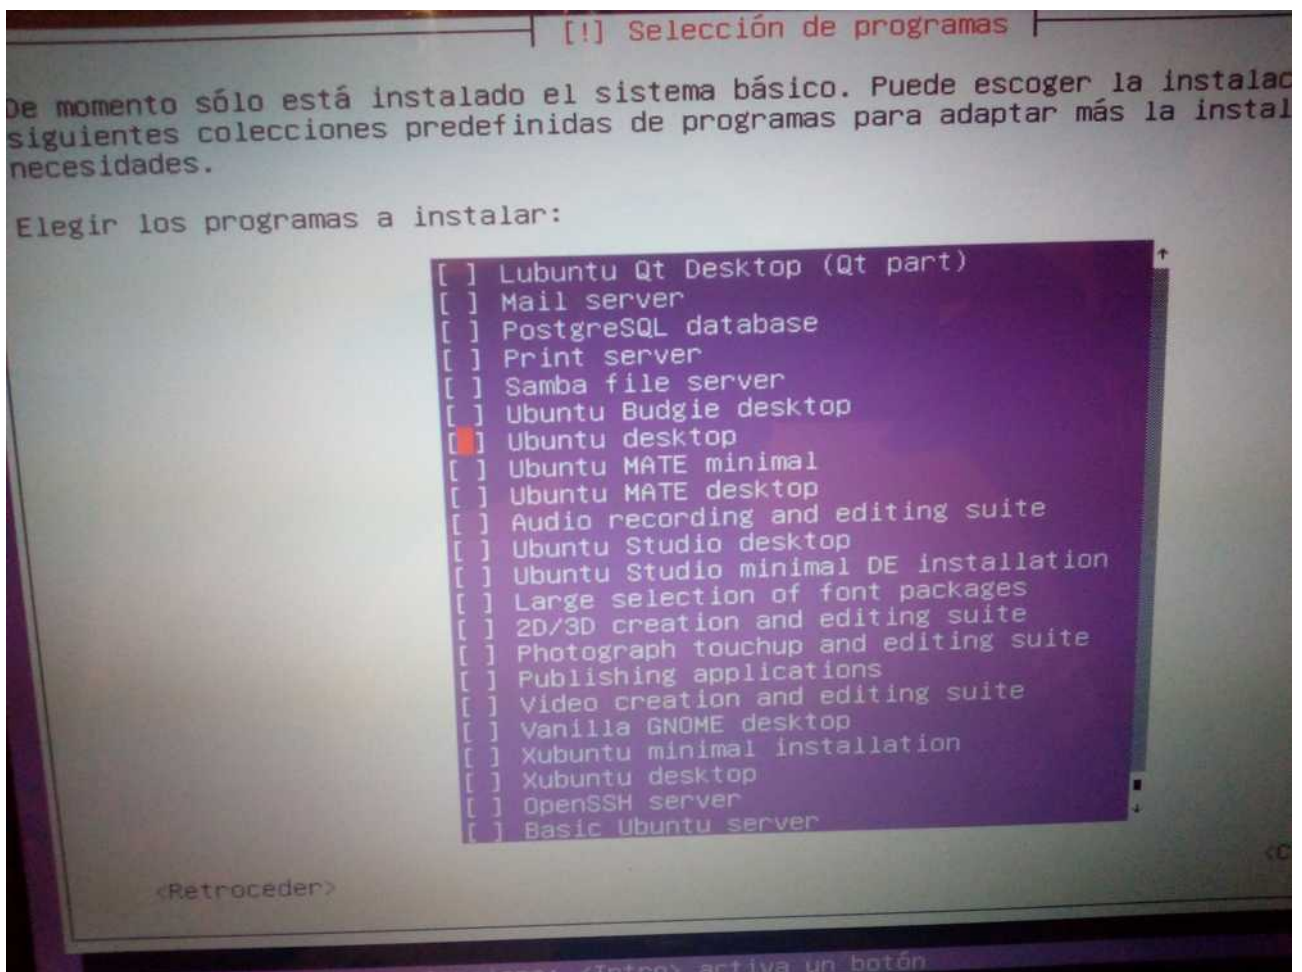 [!] Selección de programas
De momento sólo está instalado el sistema básico. Puede escoger la instalac
siguientes colecciones predefinidas de programas para adaptar más la instal
necesidades.
Elegir los programas a instalar:
[ ] Lubuntu Qt Desktop (Qt part)
[ ] Mail server
[ ] PostgreSQL database
[ ] Print server
[ ] Samba file server
[ ] Ubuntu Budgie desktop
[ ] Ubuntu desktop
[ ] Ubuntu MATE minimal
[ ] Ubuntu MATE desktop
[ ] Audio recording and editing suite
[ ] Ubuntu Studio desktop
[ ] Ubuntu Studio minimal DE installation
[ ] Large selection of font packages
[ ] 2D/3D creation and editing suite
[ ] Photograph touchup and editing suite
[ ] Publishing applications
[ ] Video creation and editing suite
[ ] Vanilla GNOME desktop
[ ] Xubuntu minimal installation
[ ] Xubuntu desktop
[ ] OpenSSH server
[ ] Basic Ubuntu server
<Retroceder> <C
<Intro> activa un botón